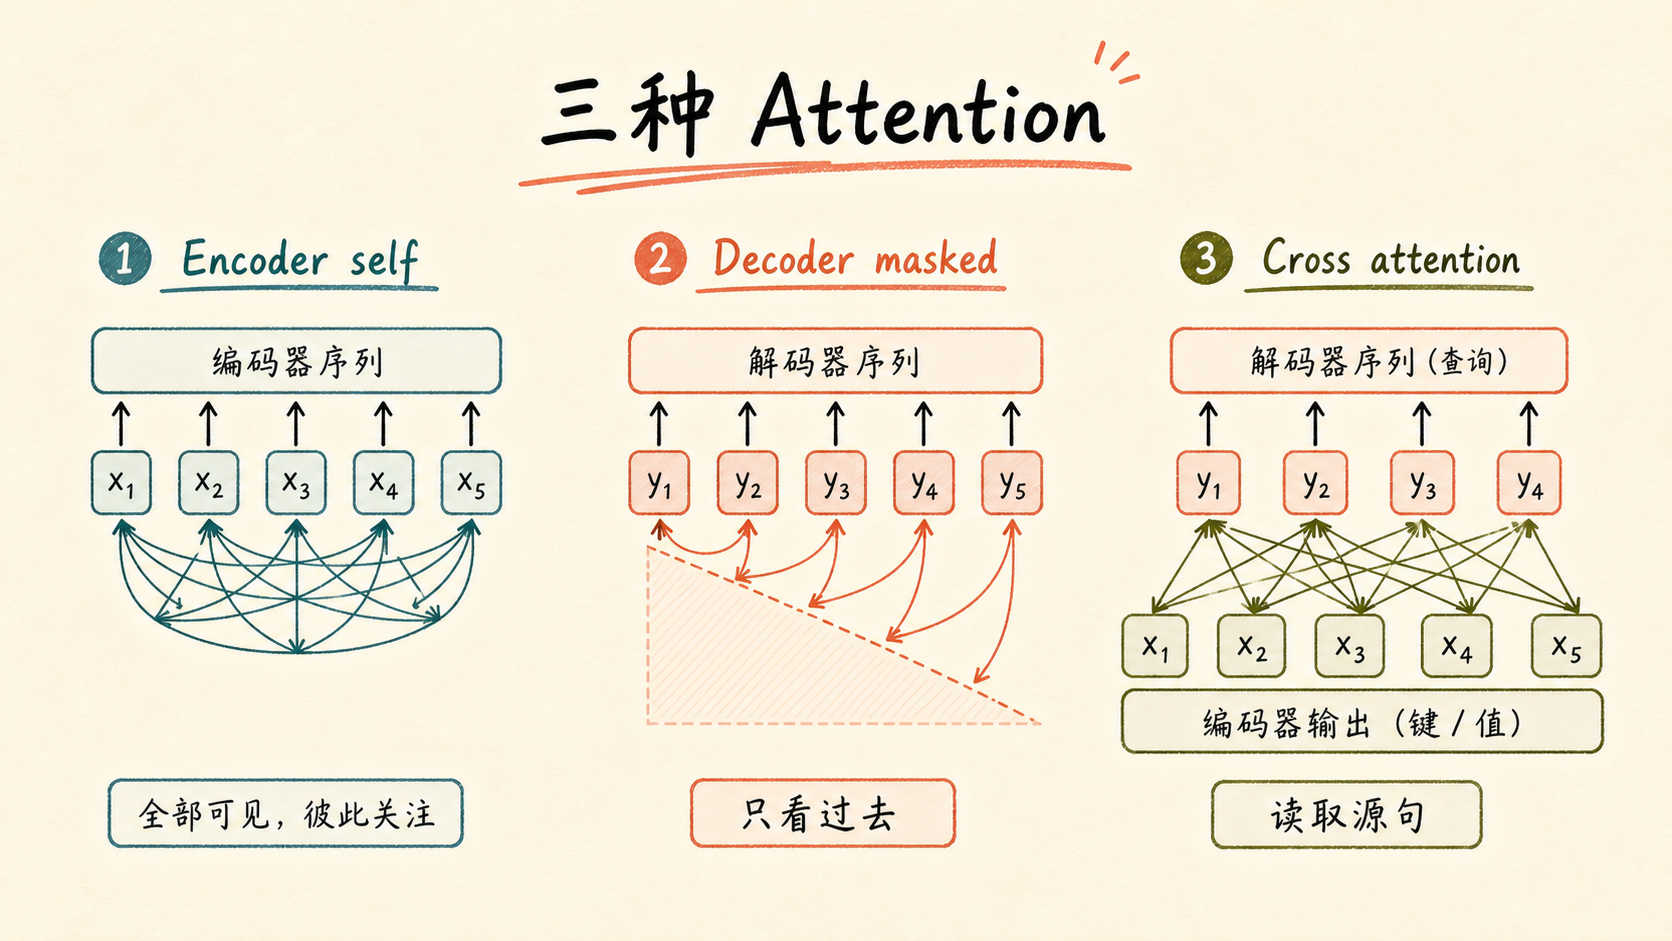 三种 Attention
1 Encoder self
编码器序列
x₁ x₂ x₃ x₄ x₅
全部可见，彼此关注
2 Decoder masked
解码器序列
y₁ y₂ y₃ y₄ y₅
只看过去
3 Cross attention
解码器序列（查询）
y₁ y₂ y₃ y₄
x₁ x₂ x₃ x₄ x₅
编码器输出（键 / 值）
读取源句